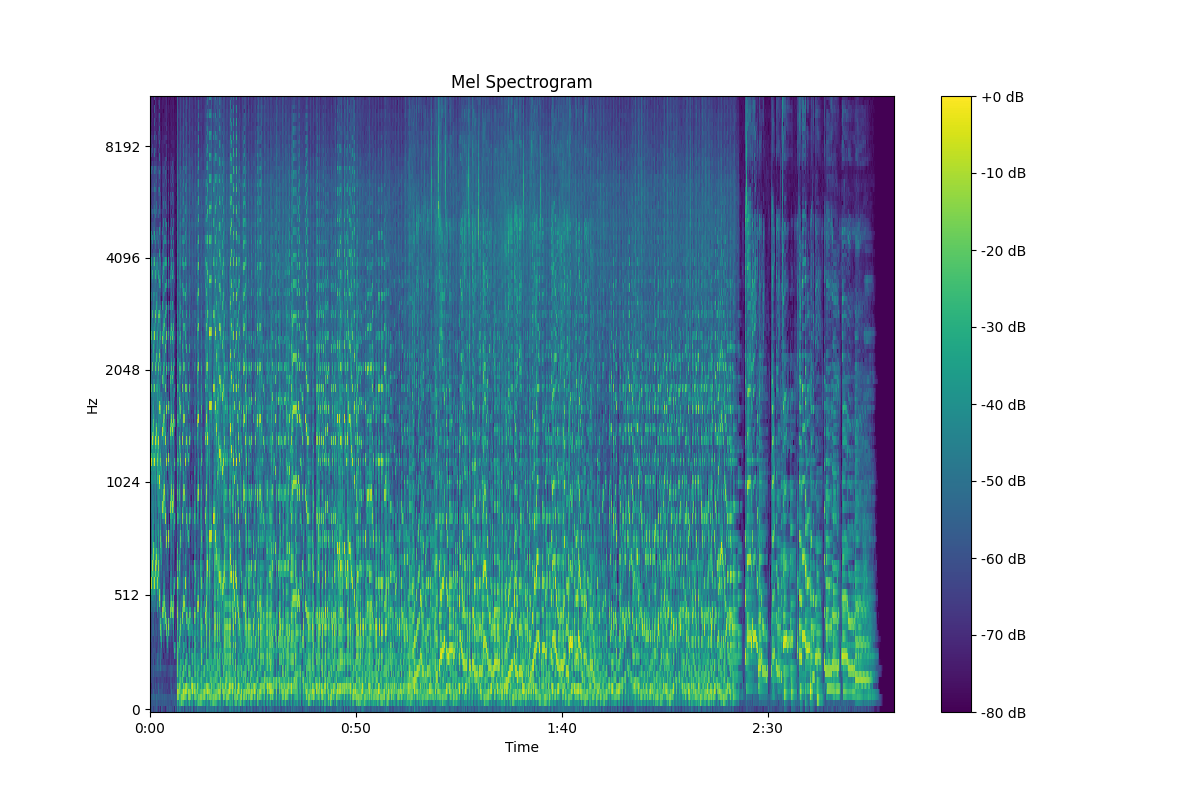 Mel Spectrogram
+0 dB
8192
-10 dB
-20 dB
4096
-30 dB
2048
Hz
-40 dB
1024
-50 dB
-60 dB
512
-70 dB
0
-80 dB
0:00
0:50
1:40
2:30
Time